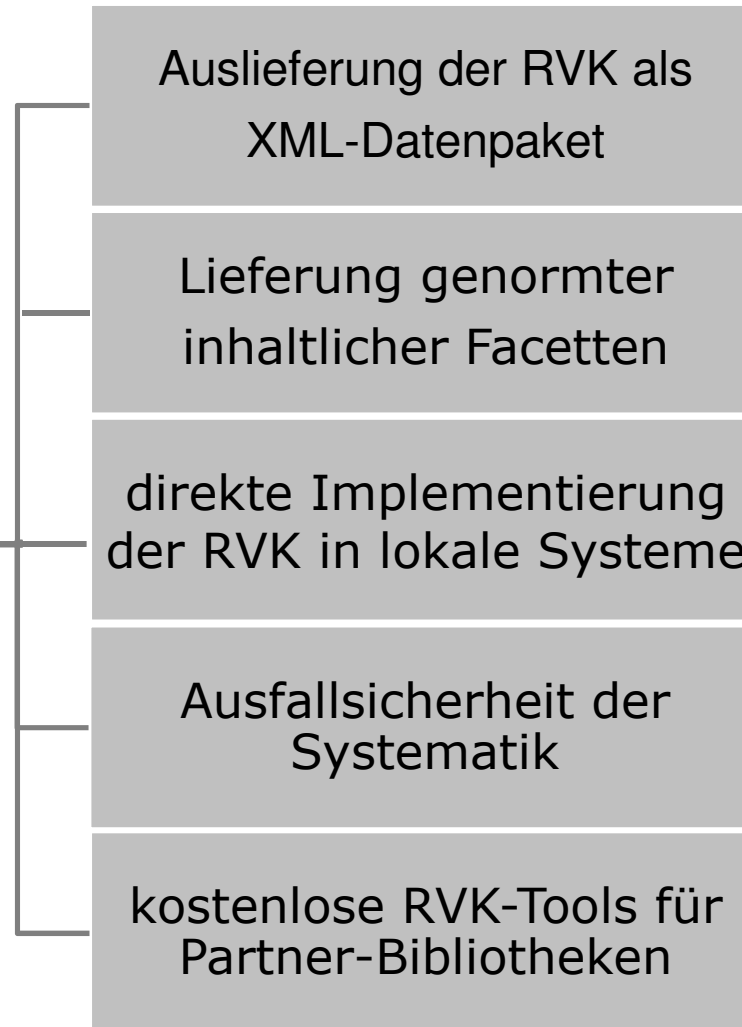 Auslieferung der RVK als
XML-Datenpaket
Lieferung genormter
inhaltlicher Facetten
direkte Implementierung
der RVK in lokale Systeme
Ausfallsicherheit der
Systematik
kostenlose RVK-Tools für
Partner-Bibliotheken